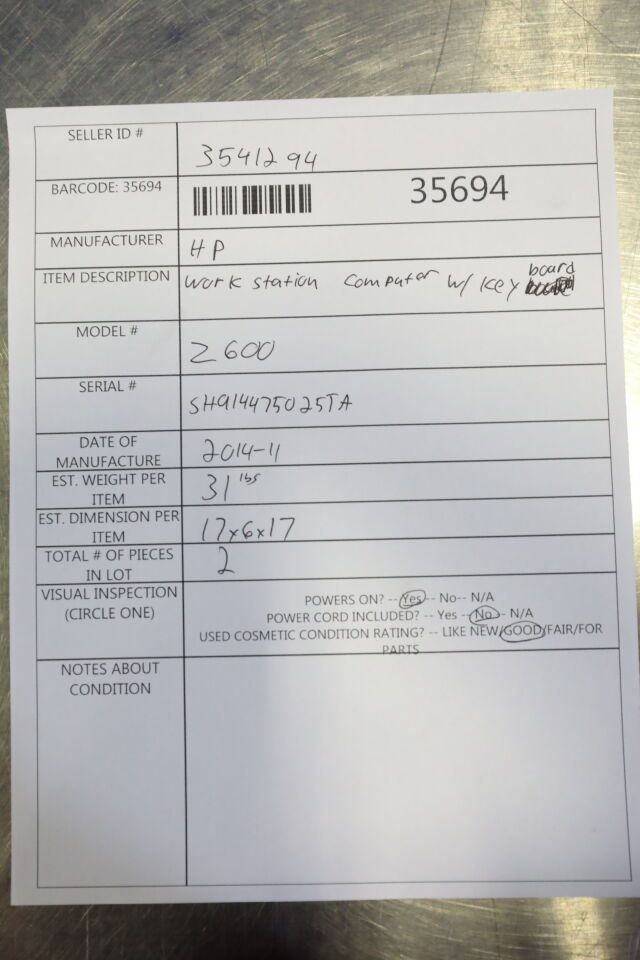 SELLER ID # 3541294
BARCODE: 35694 35694
MANUFACTURER HP
ITEM DESCRIPTION work station computor w/ key board
MODEL # Z600
SERIAL # SH914475025TA
DATE OF
MANUFACTURE 2014-11
EST. WEIGHT PER
ITEM 31 lbs
EST. DIMENSION PER
ITEM 17x6x17
TOTAL # OF PIECES
IN LOT 2
VISUAL INSPECTION
(CIRCLE ONE)
POWERS ON? -- Yes -- No-- N/A
POWER CORD INCLUDED? -- Yes -- No -- N/A
USED COSMETIC CONDITION RATING? -- LIKE NEW/GOOD/FAIR/FOR
PARTS
NOTES ABOUT
CONDITION